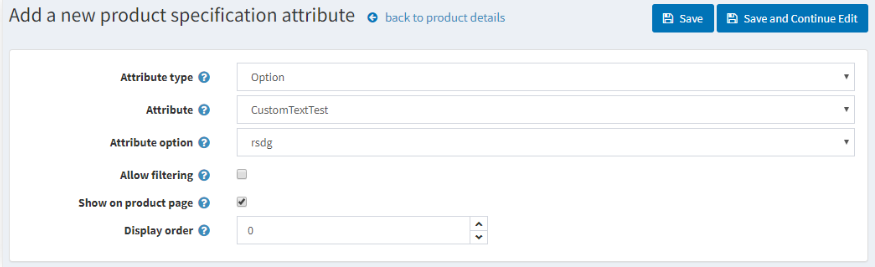 Add a new product specification attribute back to product details Save Save and Continue Edit
Attribute type ? Option
Attribute ? CustomTextTest
Attribute option ? rsdg
Allow filtering ?
Show on product page ?
Display order ? 0